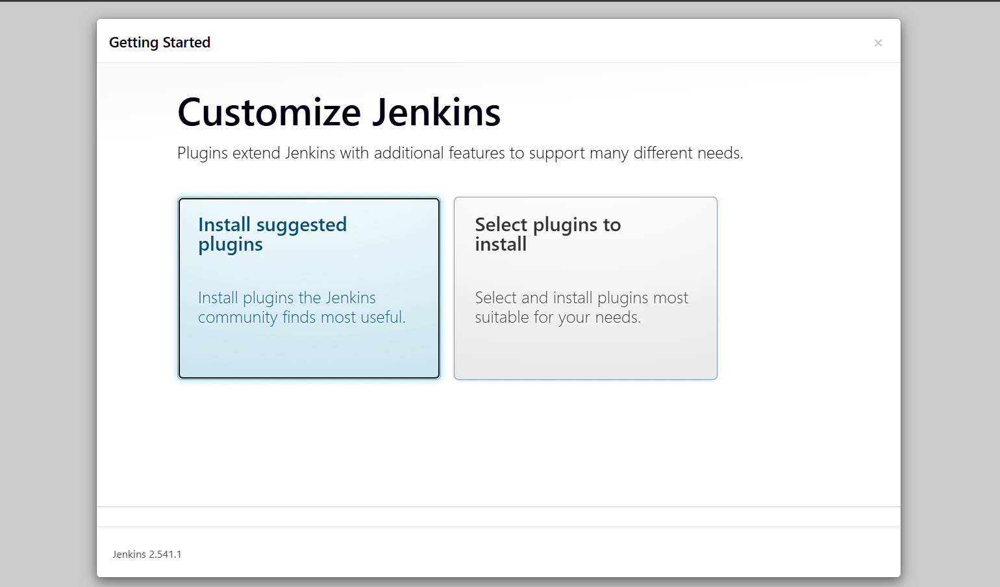 Getting Started
×
Customize Jenkins
Plugins extend Jenkins with additional features to support many different needs.
Install suggested
plugins
Install plugins the Jenkins
community finds most useful.
Select plugins to
install
Select and install plugins most
suitable for your needs.
Jenkins 2.541.1